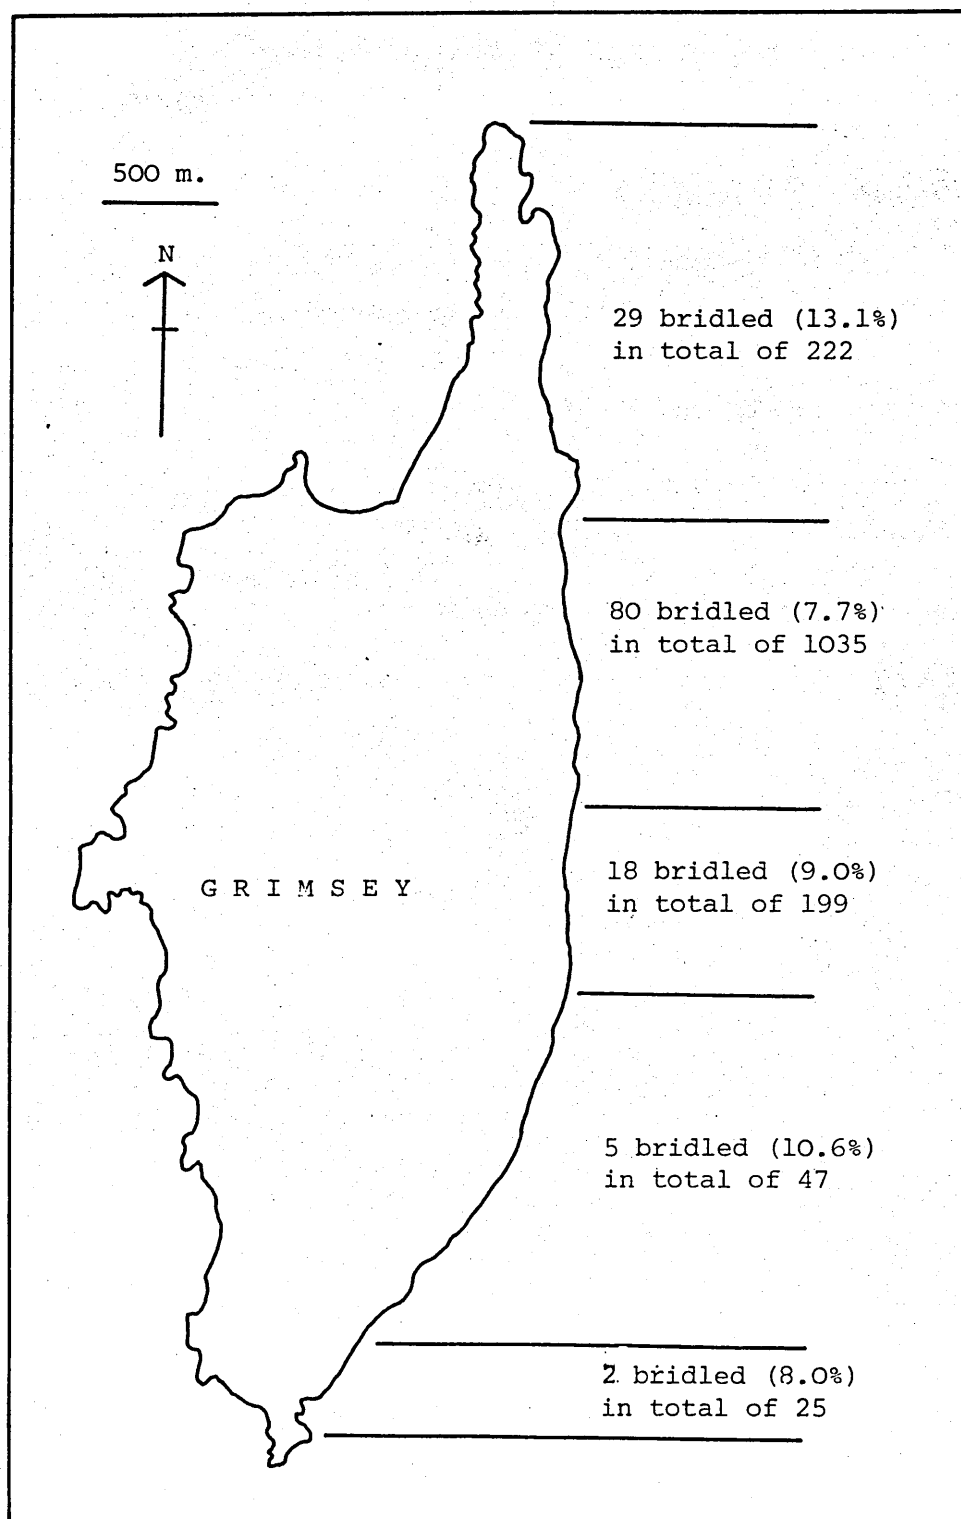 500 m.
N
29 bridled (13.1%)
in total of 222
80 bridled (7.7%)
in total of 1035
18 bridled (9.0%)
in total of 199
GRIMSEY
5 bridled (10.6%)
in total of 47
2 bridled (8.0%)
in total of 25